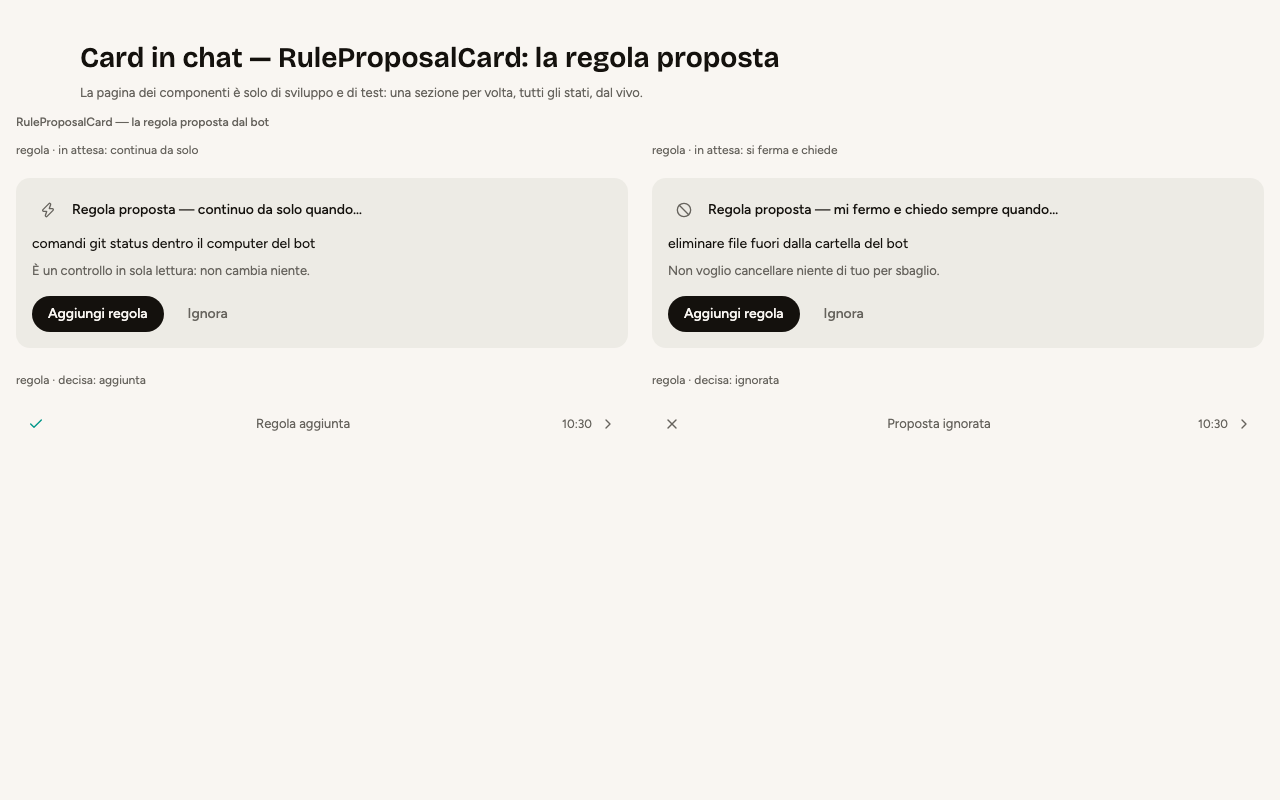 Card in chat — RuleProposalCard: la regola proposta
La pagina dei componenti è solo di sviluppo e di test: una sezione per volta, tutti gli stati, dal vivo.
RuleProposalCard — la regola proposta dal bot
regola · in attesa: continua da solo
Regola proposta — continuo da solo quando...
comandi git status dentro il computer del bot
È un controllo in sola lettura: non cambia niente.
Aggiungi regola
Ignora
regola · in attesa: si ferma e chiede
Regola proposta — mi fermo e chiedo sempre quando...
eliminare file fuori dalla cartella del bot
Non voglio cancellare niente di tuo per sbaglio.
Aggiungi regola
Ignora
regola · decisa: aggiunta
Regola aggiunta
10:30
regola · decisa: ignorata
Proposta ignorata
10:30